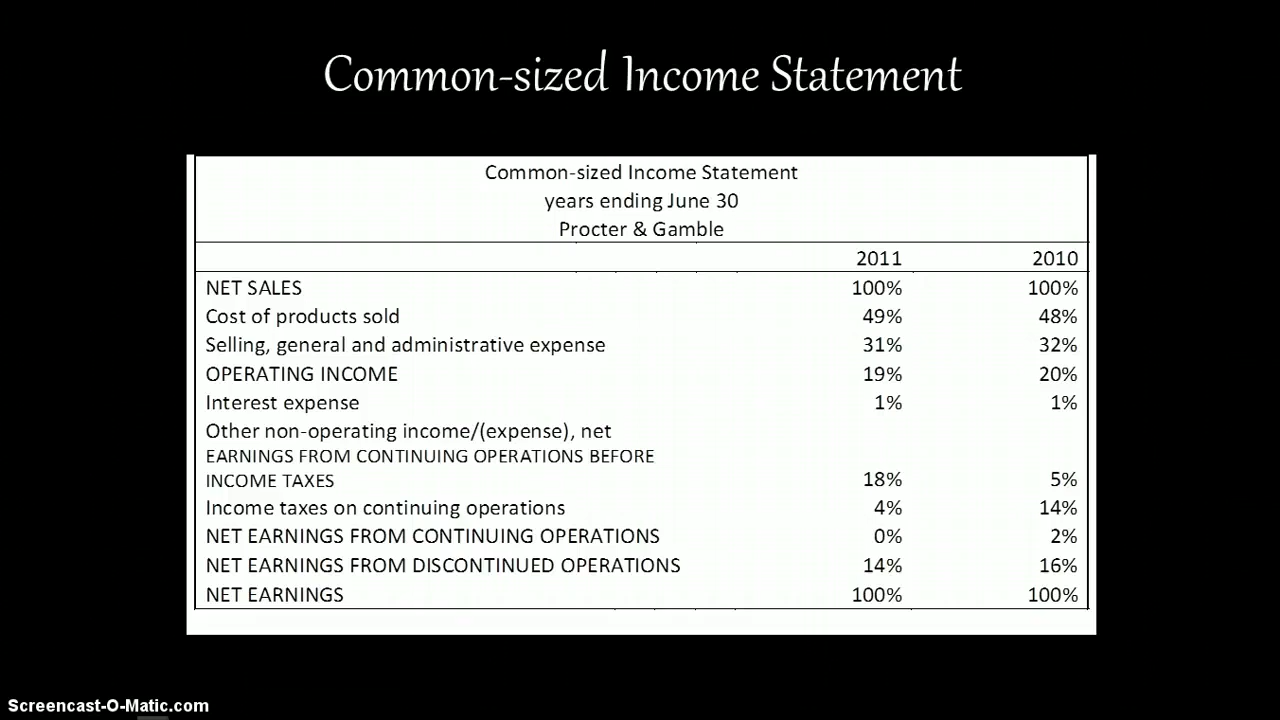 Common-sized Income Statement
Common-sized Income Statement
years ending June 30
Procter & Gamble
2011 2010
NET SALES 100% 100%
Cost of products sold 49% 48%
Selling, general and administrative expense 31% 32%
OPERATING INCOME 19% 20%
Interest expense 1% 1%
Other non-operating income/(expense), net
EARNINGS FROM CONTINUING OPERATIONS BEFORE
INCOME TAXES 18% 5%
Income taxes on continuing operations 4% 14%
NET EARNINGS FROM CONTINUING OPERATIONS 0% 2%
NET EARNINGS FROM DISCONTINUED OPERATIONS 14% 16%
NET EARNINGS 100% 100%
Screencast-O-Matic.com